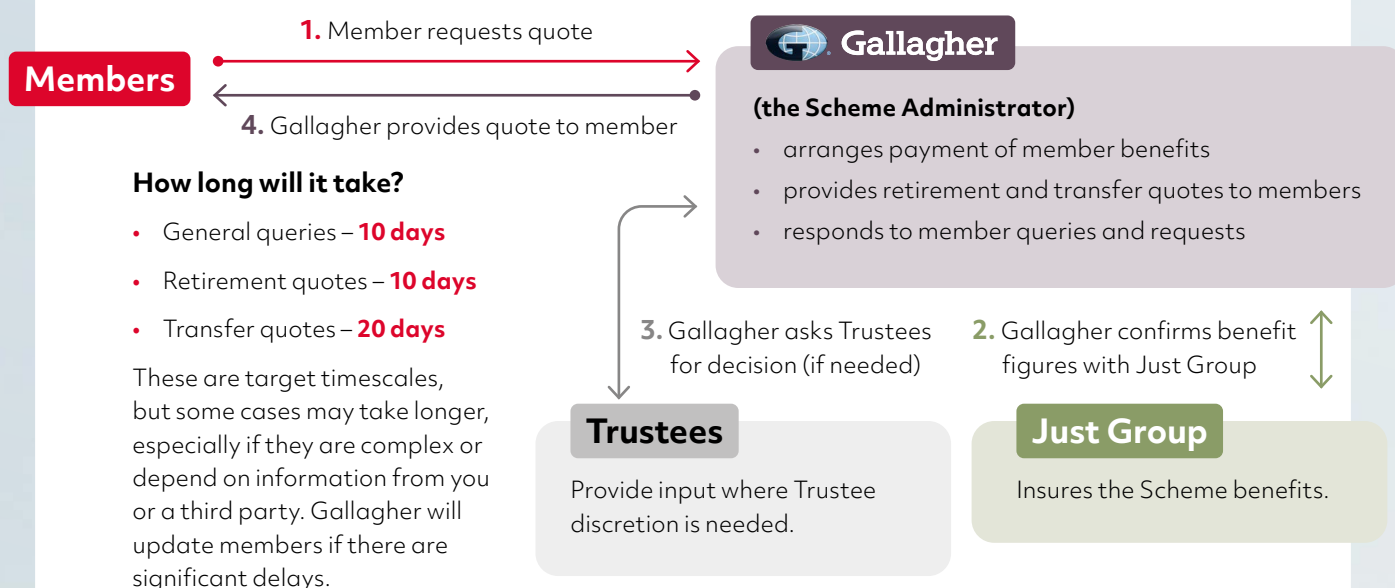 1. Member requests quote
Members
4. Gallagher provides quote to member
Gallagher
(the Scheme Administrator)
• arranges payment of member benefits
• provides retirement and transfer quotes to members
• responds to member queries and requests
How long will it take?
• General queries – 10 days
• Retirement quotes – 10 days
• Transfer quotes – 20 days
These are target timescales,
but some cases may take longer,
especially if they are complex or
depend on information from you
or a third party. Gallagher will
update members if there are
significant delays.
3. Gallagher asks Trustees
for decision (if needed)
2. Gallagher confirms benefit
figures with Just Group
Trustees
Provide input where Trustee
discretion is needed.
Just Group
Insures the Scheme benefits.